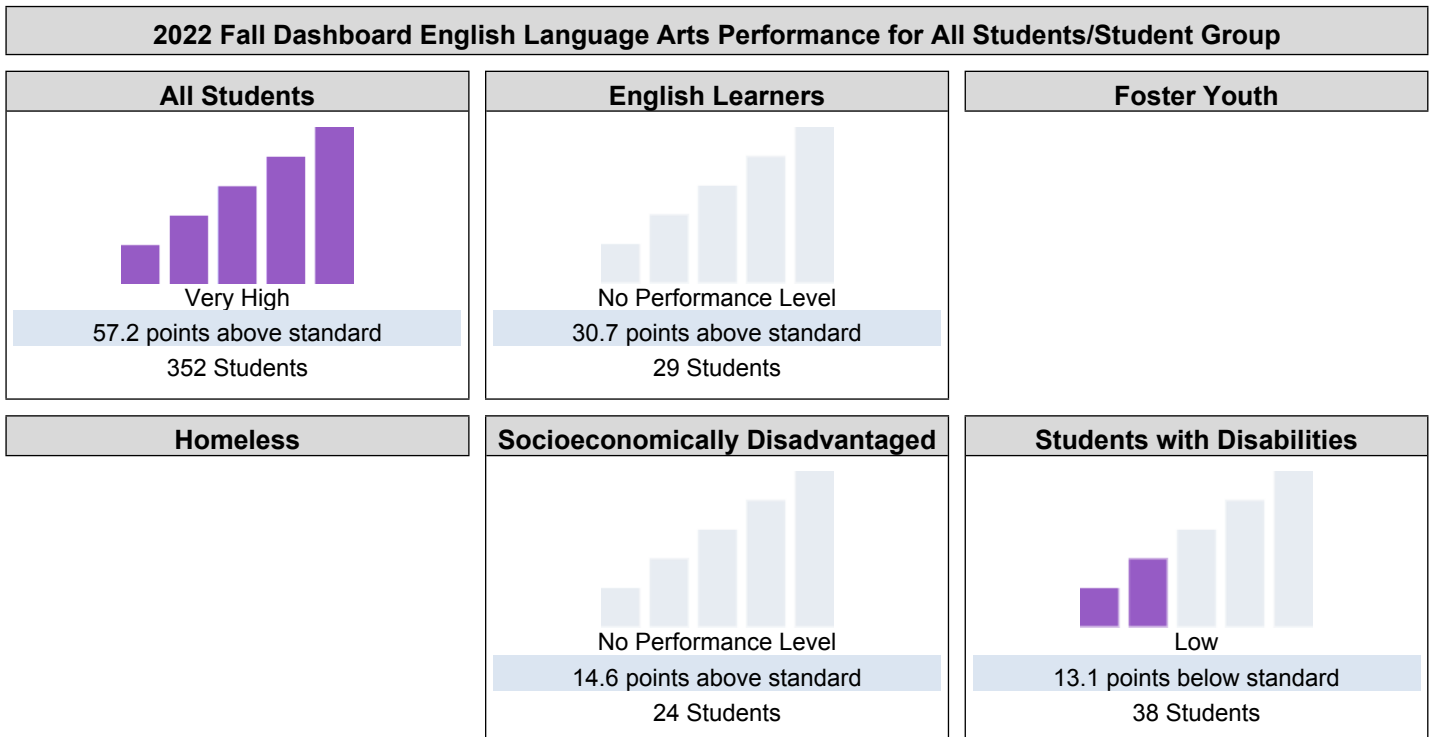 2022 Fall Dashboard English Language Arts Performance for All Students/Student Group
All Students
Very High
57.2 points above standard
352 Students
English Learners
No Performance Level
30.7 points above standard
29 Students
Foster Youth
Homeless
Socioeconomically Disadvantaged
No Performance Level
14.6 points above standard
24 Students
Students with Disabilities
Low
13.1 points below standard
38 Students